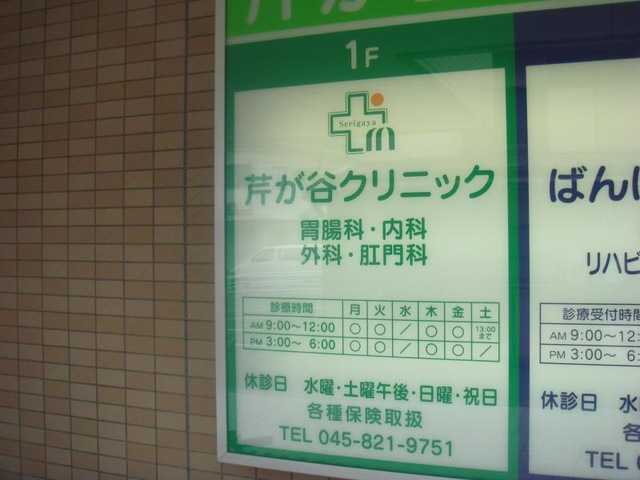 1F
Serigaya
芹が谷クリニック
胃腸科・内科
外科・肛門科
診療時間 月 火 水 木 金 土
AM 9:00～12:00 ○ ○ ／ ○ ○ 13:00まで
PM 3:00～ 6:00 ○ ○ ／ ○ ○ ／
休診日 水曜・土曜午後・日曜・祝日
各種保険取扱
TEL 045-821-9751
ばん
リハビ
診療受付時間
AM 9:00～12:
PM 3:00～ 6:
休診日 水
各
TEL